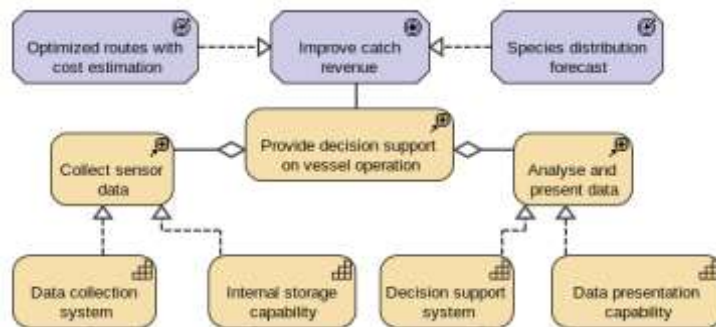 Optimized routes with
cost estimation
Improve catch
revenue
Species distribution
forecast
Provide decision support
on vessel operation
Collect sensor
data
Analyse and
present data
Data collection
system
Internal storage
capability
Decision support
system
Data presentation
capability